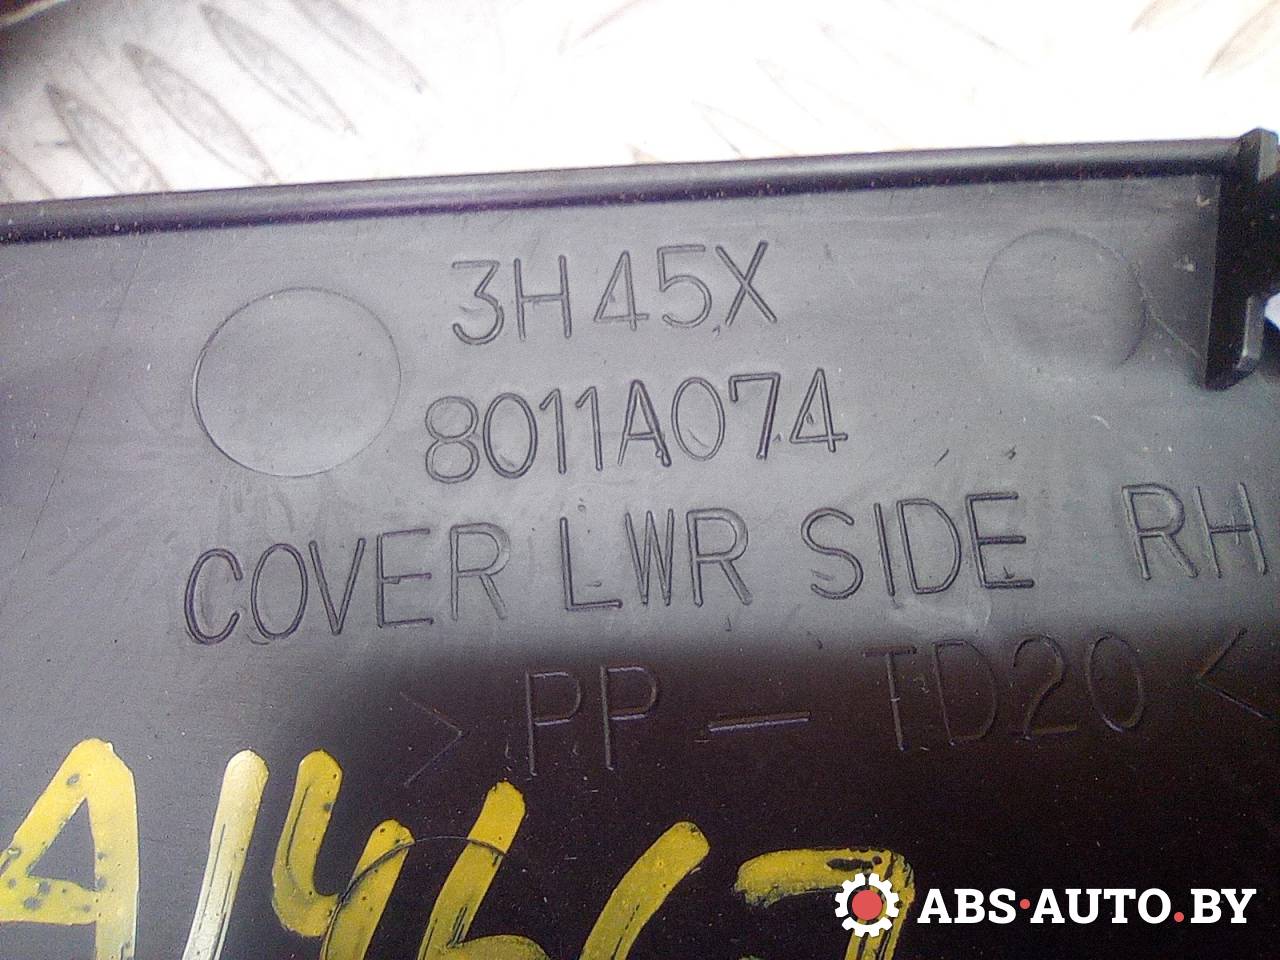 3H45X
8011A074
COVER LWR SIDE RH
>PP-TD20<
ABS-AUTO.BY